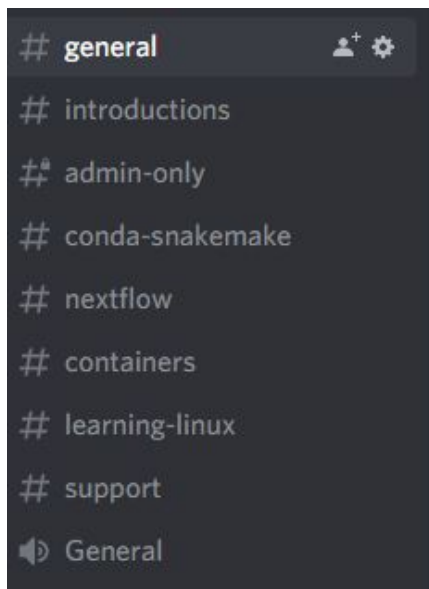 general
introductions
admin-only
conda-snakemake
nextflow
containers
learning-linux
support
General